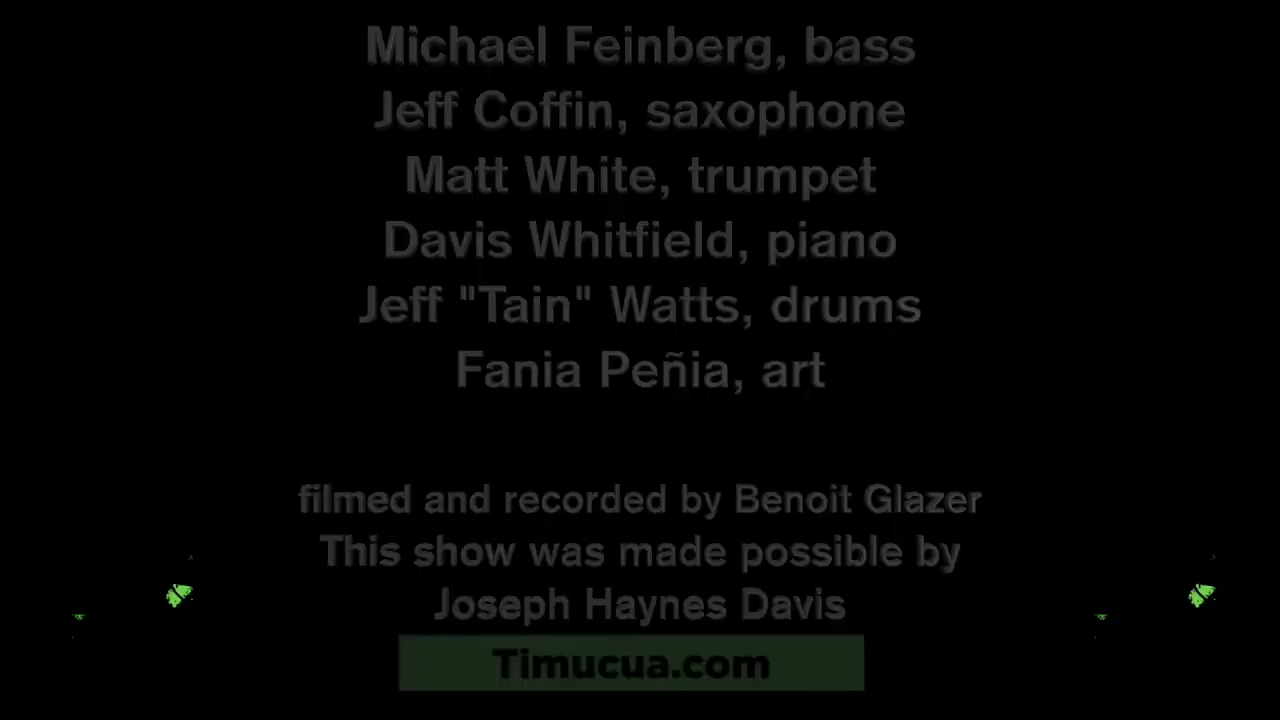 Michael Feinberg, bass
Jeff Coffin, saxophone
Matt White, trumpet
Davis Whitfield, piano
Jeff "Tain" Watts, drums
Fania Peñia, art
filmed and recorded by Benoit Glazer
This show was made possible by
Joseph Haynes Davis
Timucua.com